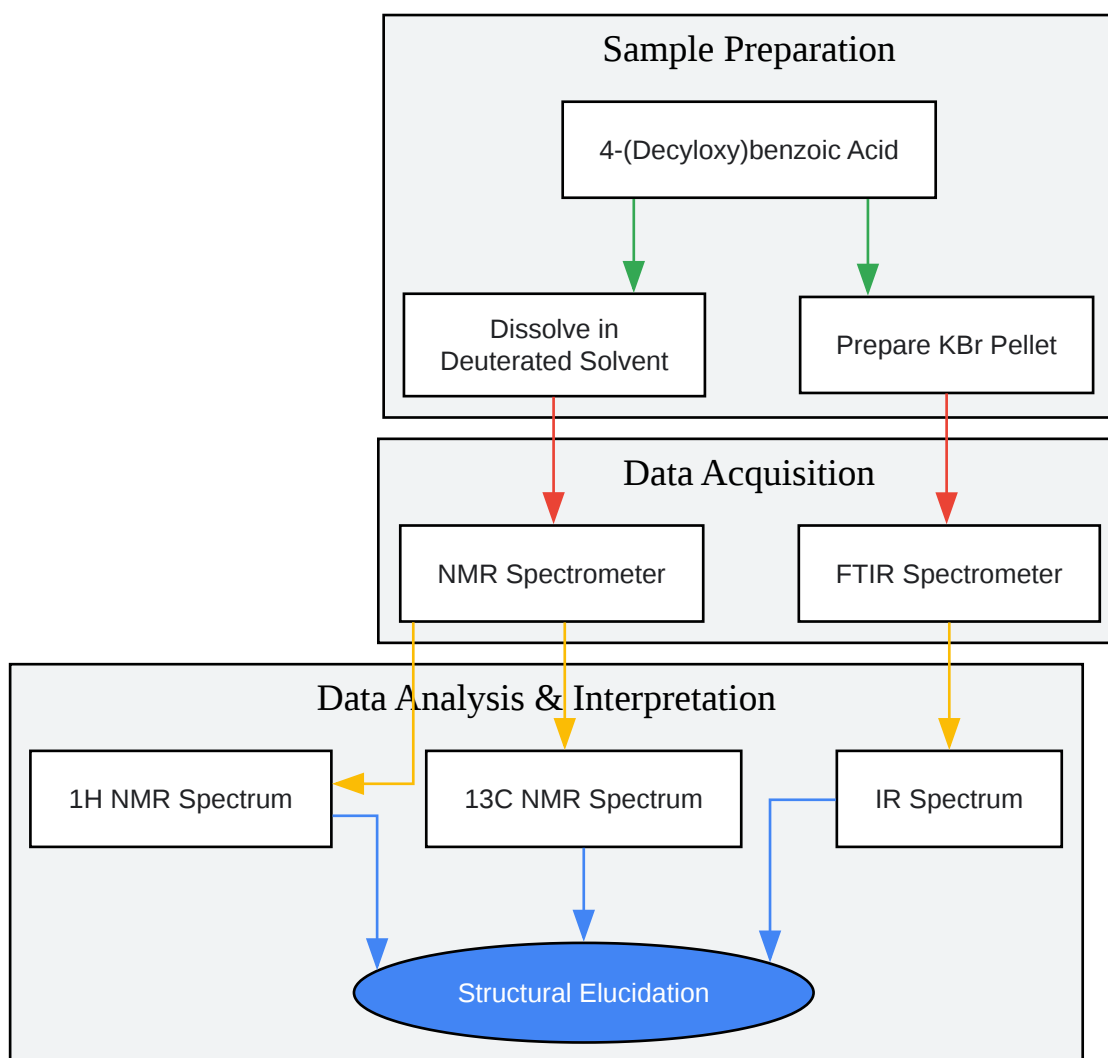 Sample Preparation
4-(Decyloxy)benzoic Acid
Dissolve in
Deuterated Solvent
Prepare KBr Pellet
Data Acquisition
NMR Spectrometer
FTIR Spectrometer
Data Analysis & Interpretation
1H NMR Spectrum
13C NMR Spectrum
IR Spectrum
Structural Elucidation